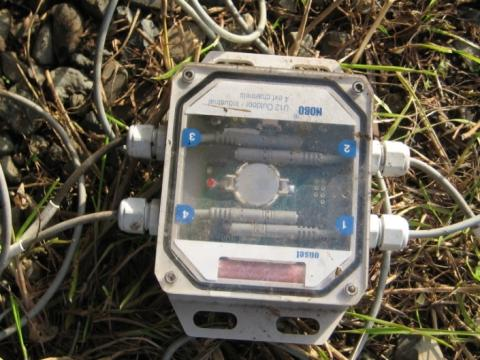 HOBO®
U12 Outdoor / Industrial
4 ext channels
3
2
4
1
onset